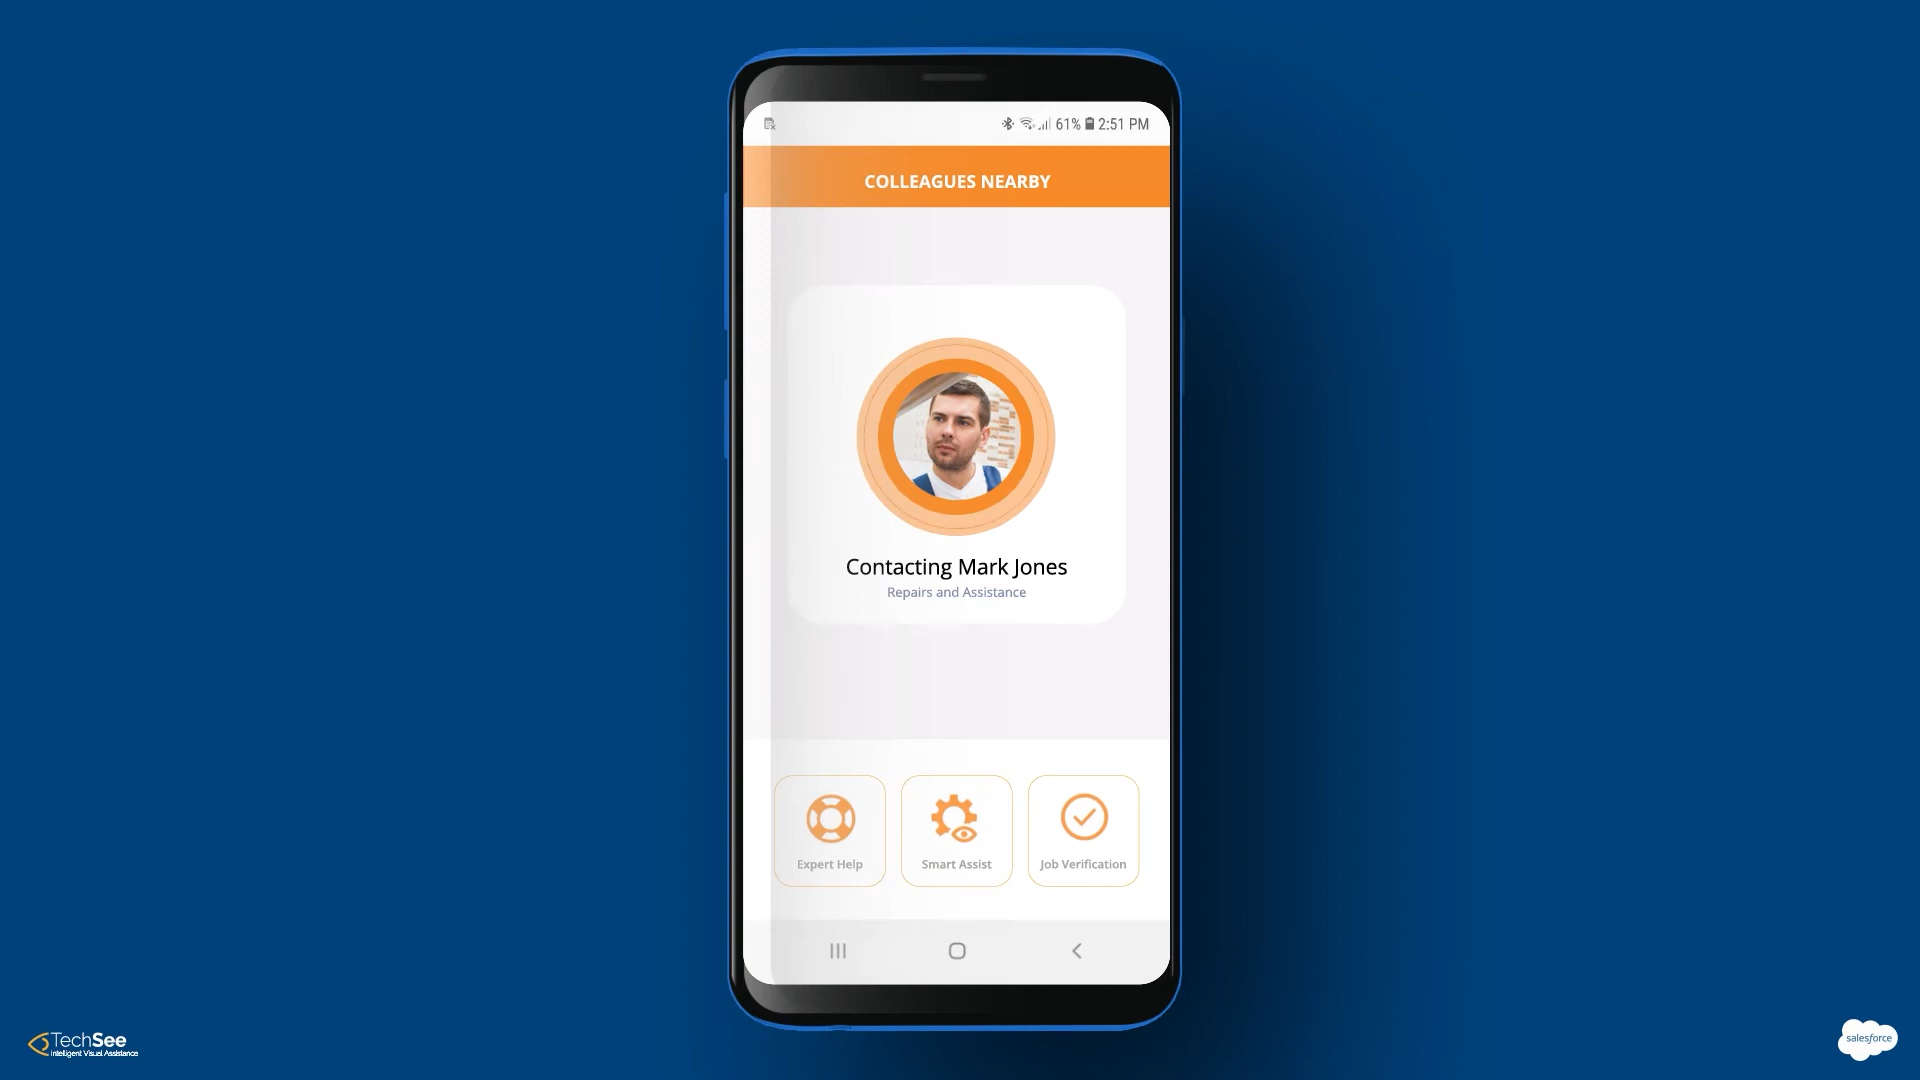 61% 2:51 PM
COLLEAGUES NEARBY
Contacting Mark Jones
Repairs and Assistance
Expert Help
Smart Assist
Job Verification
TechSee
Intelligent Visual Assistance
salesforce